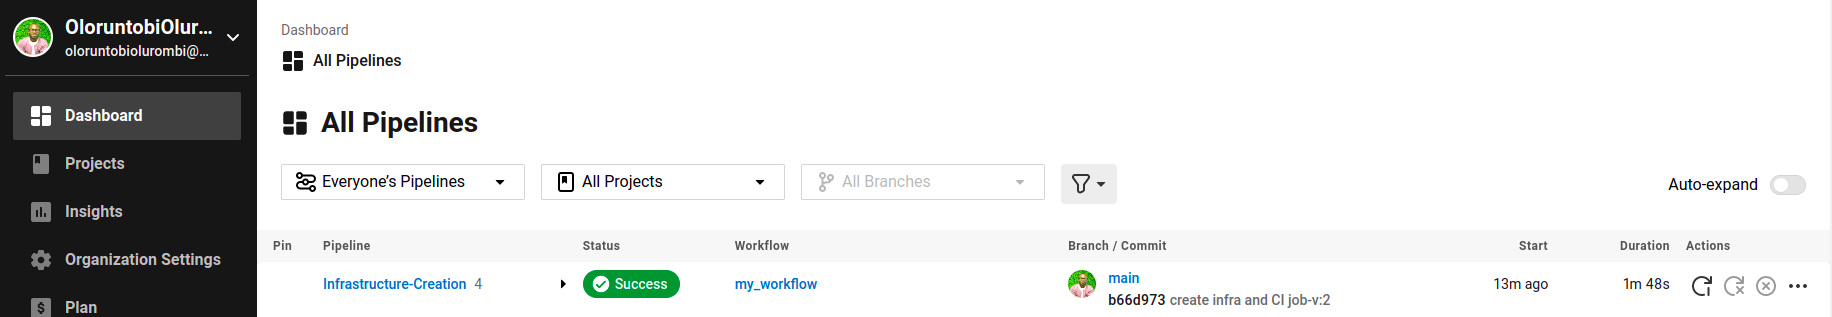 OloruntobiOlur...
oloruntobiolurombi@...
Dashboard
Projects
Insights
Organization Settings
Plan
Dashboard
All Pipelines
All Pipelines
Everyone's Pipelines
All Projects
All Branches
Auto-expand
Pin Pipeline Status Workflow Branch / Commit Start Duration Actions
Infrastructure-Creation 4 Success my_workflow main 13m ago 1m 48s
b66d973 create infra and CI job-v:2